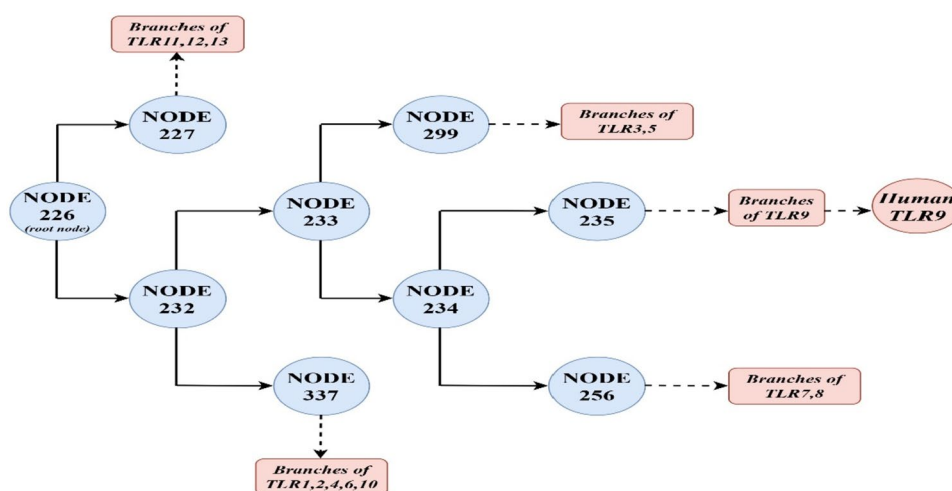 Branches of
TLR11,12,13
NODE
227
NODE
299
Branches of
TLR3,5
NODE
226
(root node)
NODE
233
NODE
235
Branches
of TLR9
Human
TLR9
NODE
232
NODE
234
NODE
337
NODE
256
Branches of
TLR7,8
Branches of
TLR1,2,4,6,10